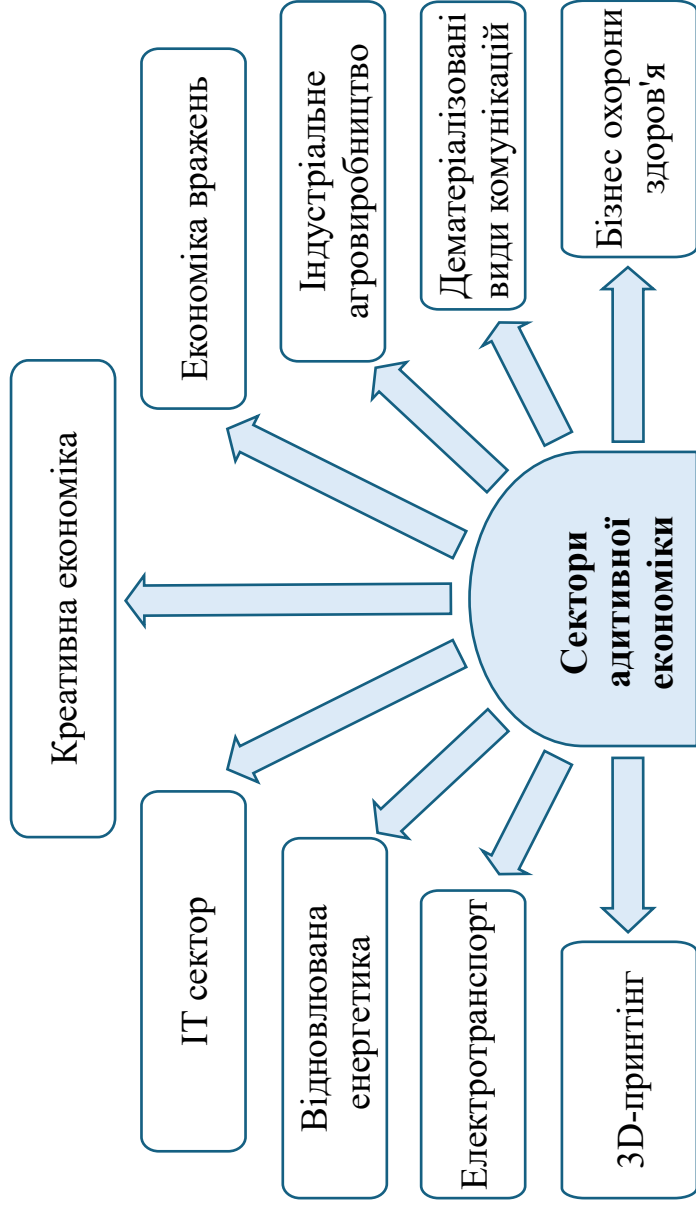 Креативна економіка
ІТ сектор
Економіка вражень
Відновлювана
енергетика
Індустріальне
агровиробництво
Електротранспорт
Дематеріалізовані
види комунікацій
3D-принтінг
Бізнес охорони
здоров'я
Сектори
адитивної
економіки